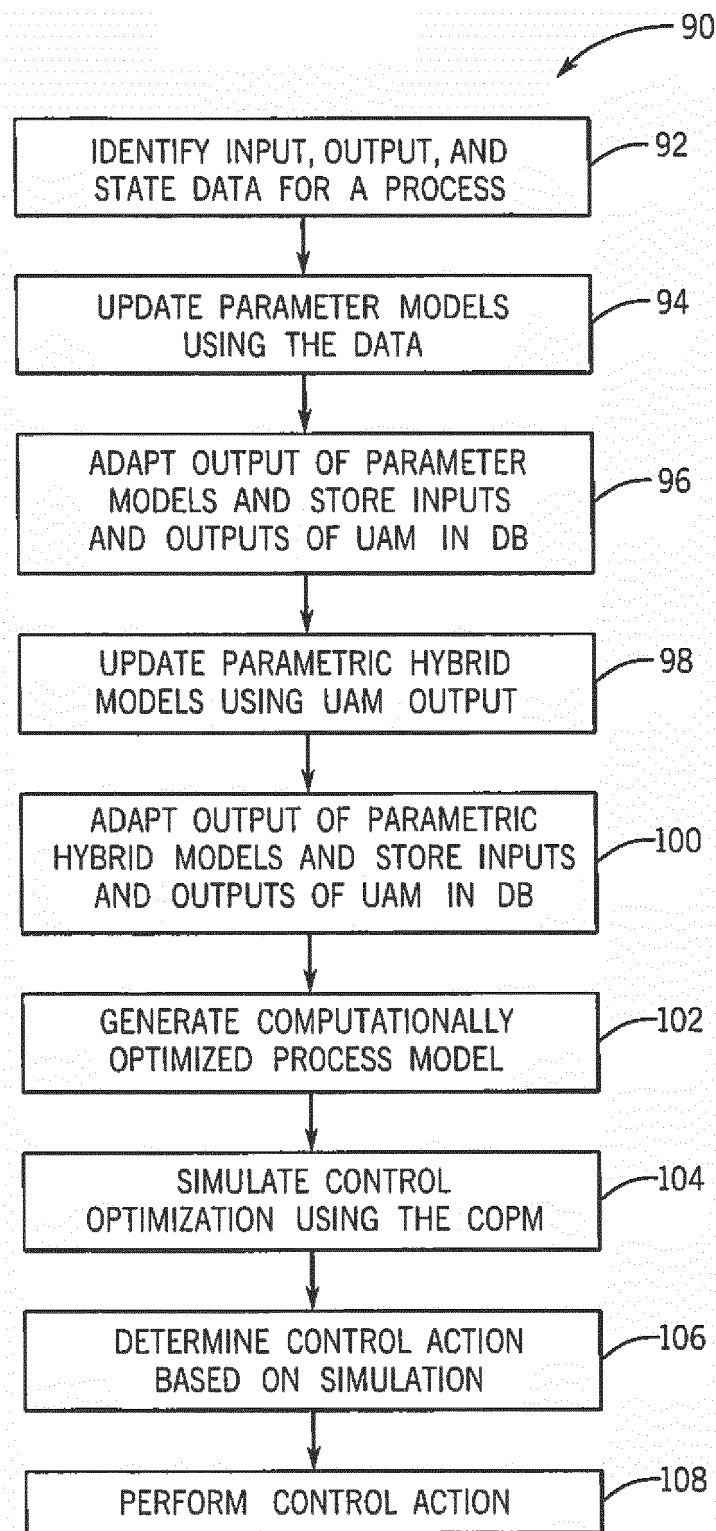 90
IDENTIFY INPUT, OUTPUT, AND
STATE DATA FOR A PROCESS
92
UPDATE PARAMETER MODELS
USING THE DATA
94
ADAPT OUTPUT OF PARAMETER
MODELS AND STORE INPUTS
AND OUTPUTS OF UAM IN DB
96
UPDATE PARAMETRIC HYBRID
MODELS USING UAM OUTPUT
98
ADAPT OUTPUT OF PARAMETRIC
HYBRID MODELS AND STORE INPUTS
AND OUTPUTS OF UAM IN DB
100
GENERATE COMPUTATIONALLY
OPTIMIZED PROCESS MODEL
102
SIMULATE CONTROL
OPTIMIZATION USING THE COPM
104
DETERMINE CONTROL ACTION
BASED ON SIMULATION
106
PERFORM CONTROL ACTION
108